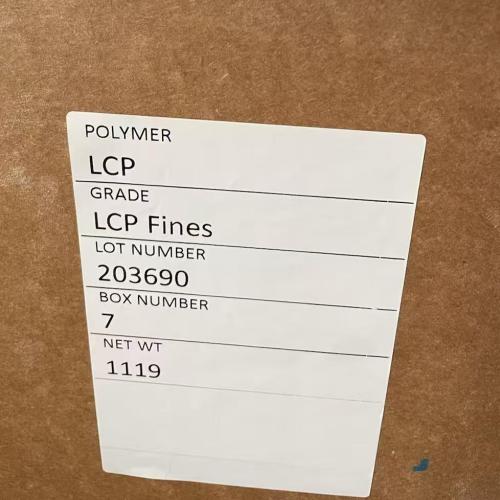 POLYMER
LCP
GRADE
LCP Fines
LOT NUMBER
203690
BOX NUMBER
7
NET WT
1119